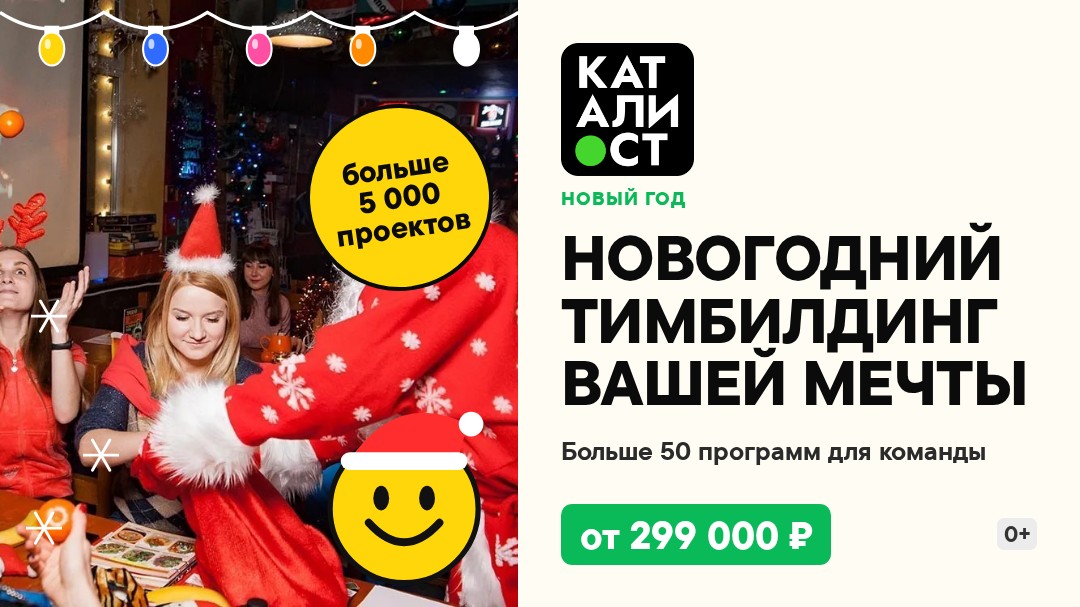 больше
5 000
проектов
КАТ
АЛИ
СТ
НОВЫЙ ГОД
НОВОГОДНИЙ
ТИМБИЛДИНГ
ВАШЕЙ МЕЧТЫ
Больше 50 программ для команды
от 299 000 ₽
0+